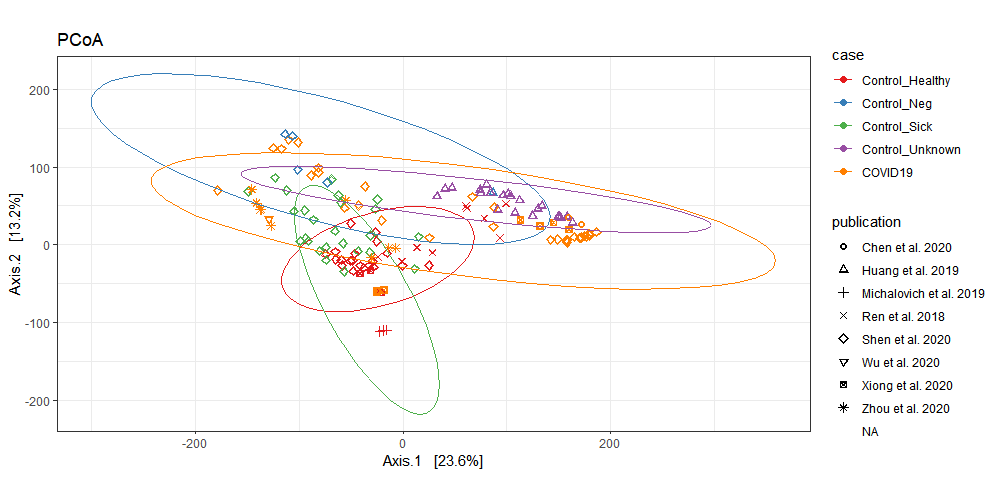 PCoA
200
100
0
-100
-200
Axis.2 [13.2%]
-200
0
200
Axis.1 [23.6%]
case
Control_Healthy
Control_Neg
Control_Sick
Control_Unknown
COVID19
publication
Chen et al. 2020
Huang et al. 2019
Michalovich et al. 2019
Ren et al. 2018
Shen et al. 2020
Wu et al. 2020
Xiong et al. 2020
Zhou et al. 2020
NA